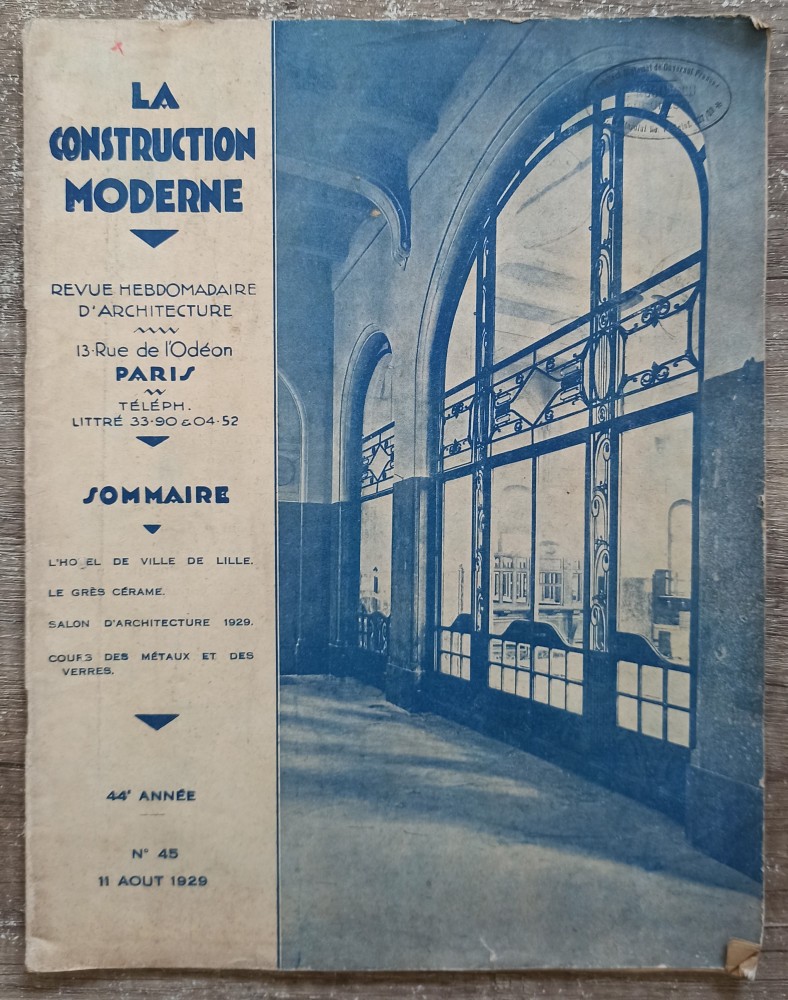 LA
CONSTRUCTION
MODERNE
REVUE HEBDOMADAIRE
D'ARCHITECTURE
13·Rue de l'Odéon
PARIS
TÉLÉPH.
LITTRÉ 33·90 & 04·52
SOMMAIRE
L'HO EL DE VILLE DE LILLE.
LE GRÈS CÉRAME.
SALON D'ARCHITECTURE 1929.
COURS DES MÉTAUX ET DES
VERRES.
44e ANNÉE
N° 45
11 AOUT 1929